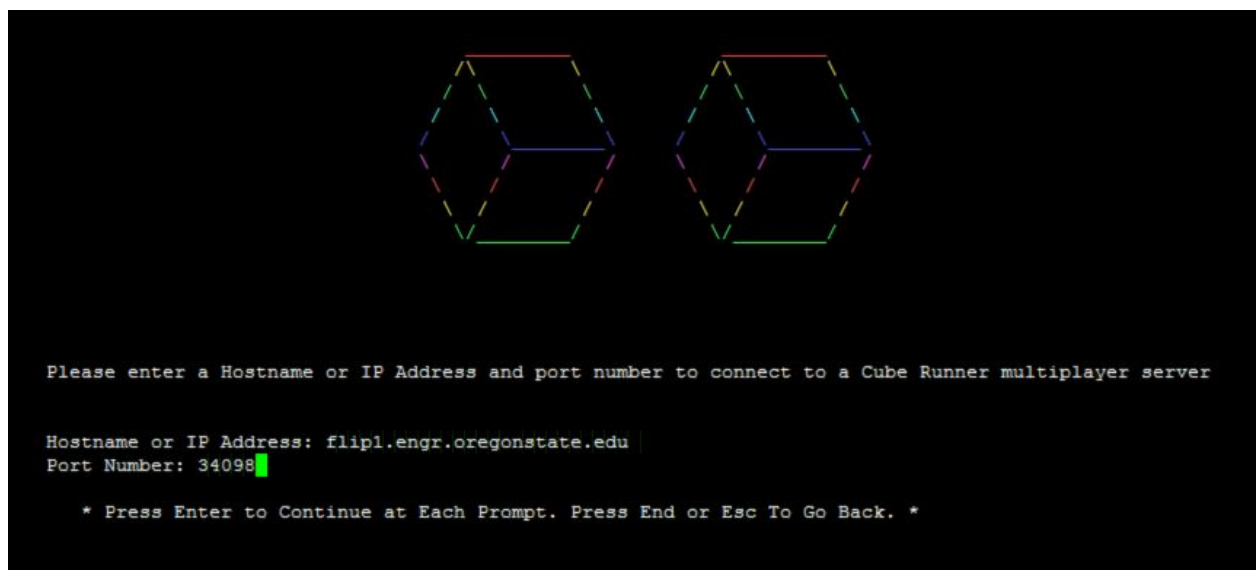 Please enter a Hostname or IP Address and port number to connect to a Cube Runner multiplayer server
Hostname or IP Address: flip1.engr.oregonstate.edu
Port Number: 34098
* Press Enter to Continue at Each Prompt. Press End or Esc To Go Back. *